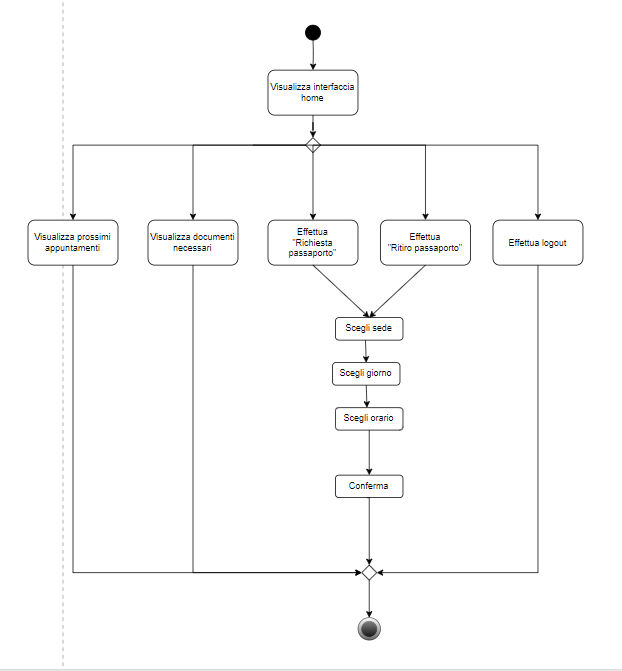 Visualizza interfaccia
home
Visualizza prossimi
appuntamenti
Visualizza documenti
necessari
Effettua
"Richiesta
passaporto"
Effettua
"Ritiro passaporto"
Effettua logout
Scegli sede
Scegli giorno
Scegli orario
Conferma